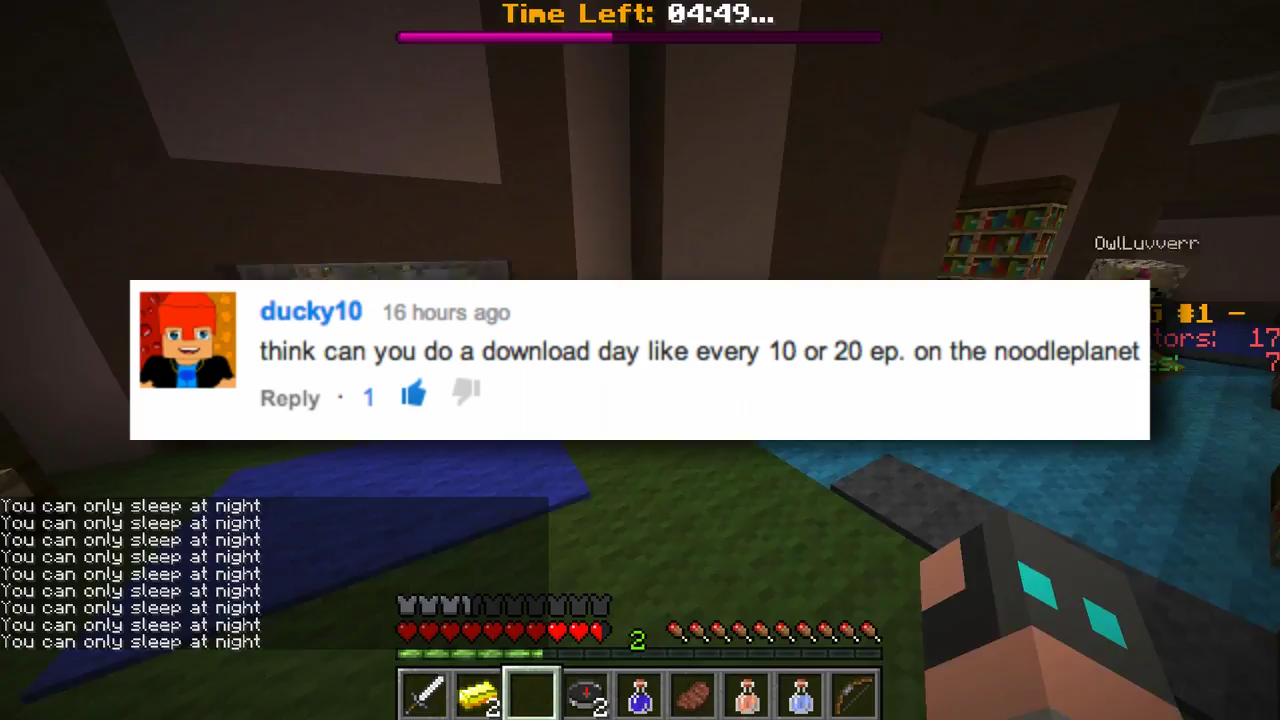 Time Left: 04:49...
OwlLuvverr
#1 -
tors: 17
7
ducky10 16 hours ago
think can you do a download day like every 10 or 20 ep. on the noodleplanet
Reply · 1
You can only sleep at night
You can only sleep at night
You can only sleep at night
You can only sleep at night
You can only sleep at night
You can only sleep at night
You can only sleep at night
You can only sleep at night
You can only sleep at night
2
2
2